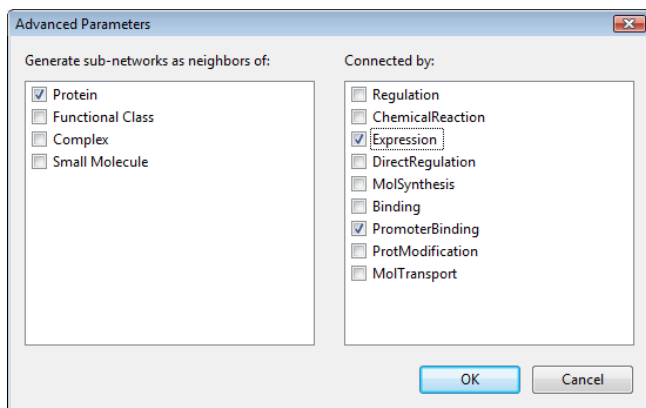 Advanced Parameters
Generate sub-networks as neighbors of:
Connected by:
Protein
Functional Class
Complex
Small Molecule
Regulation
ChemicalReaction
Expression
DirectRegulation
MolSynthesis
Binding
PromoterBinding
ProtModification
MolTransport
OK
Cancel